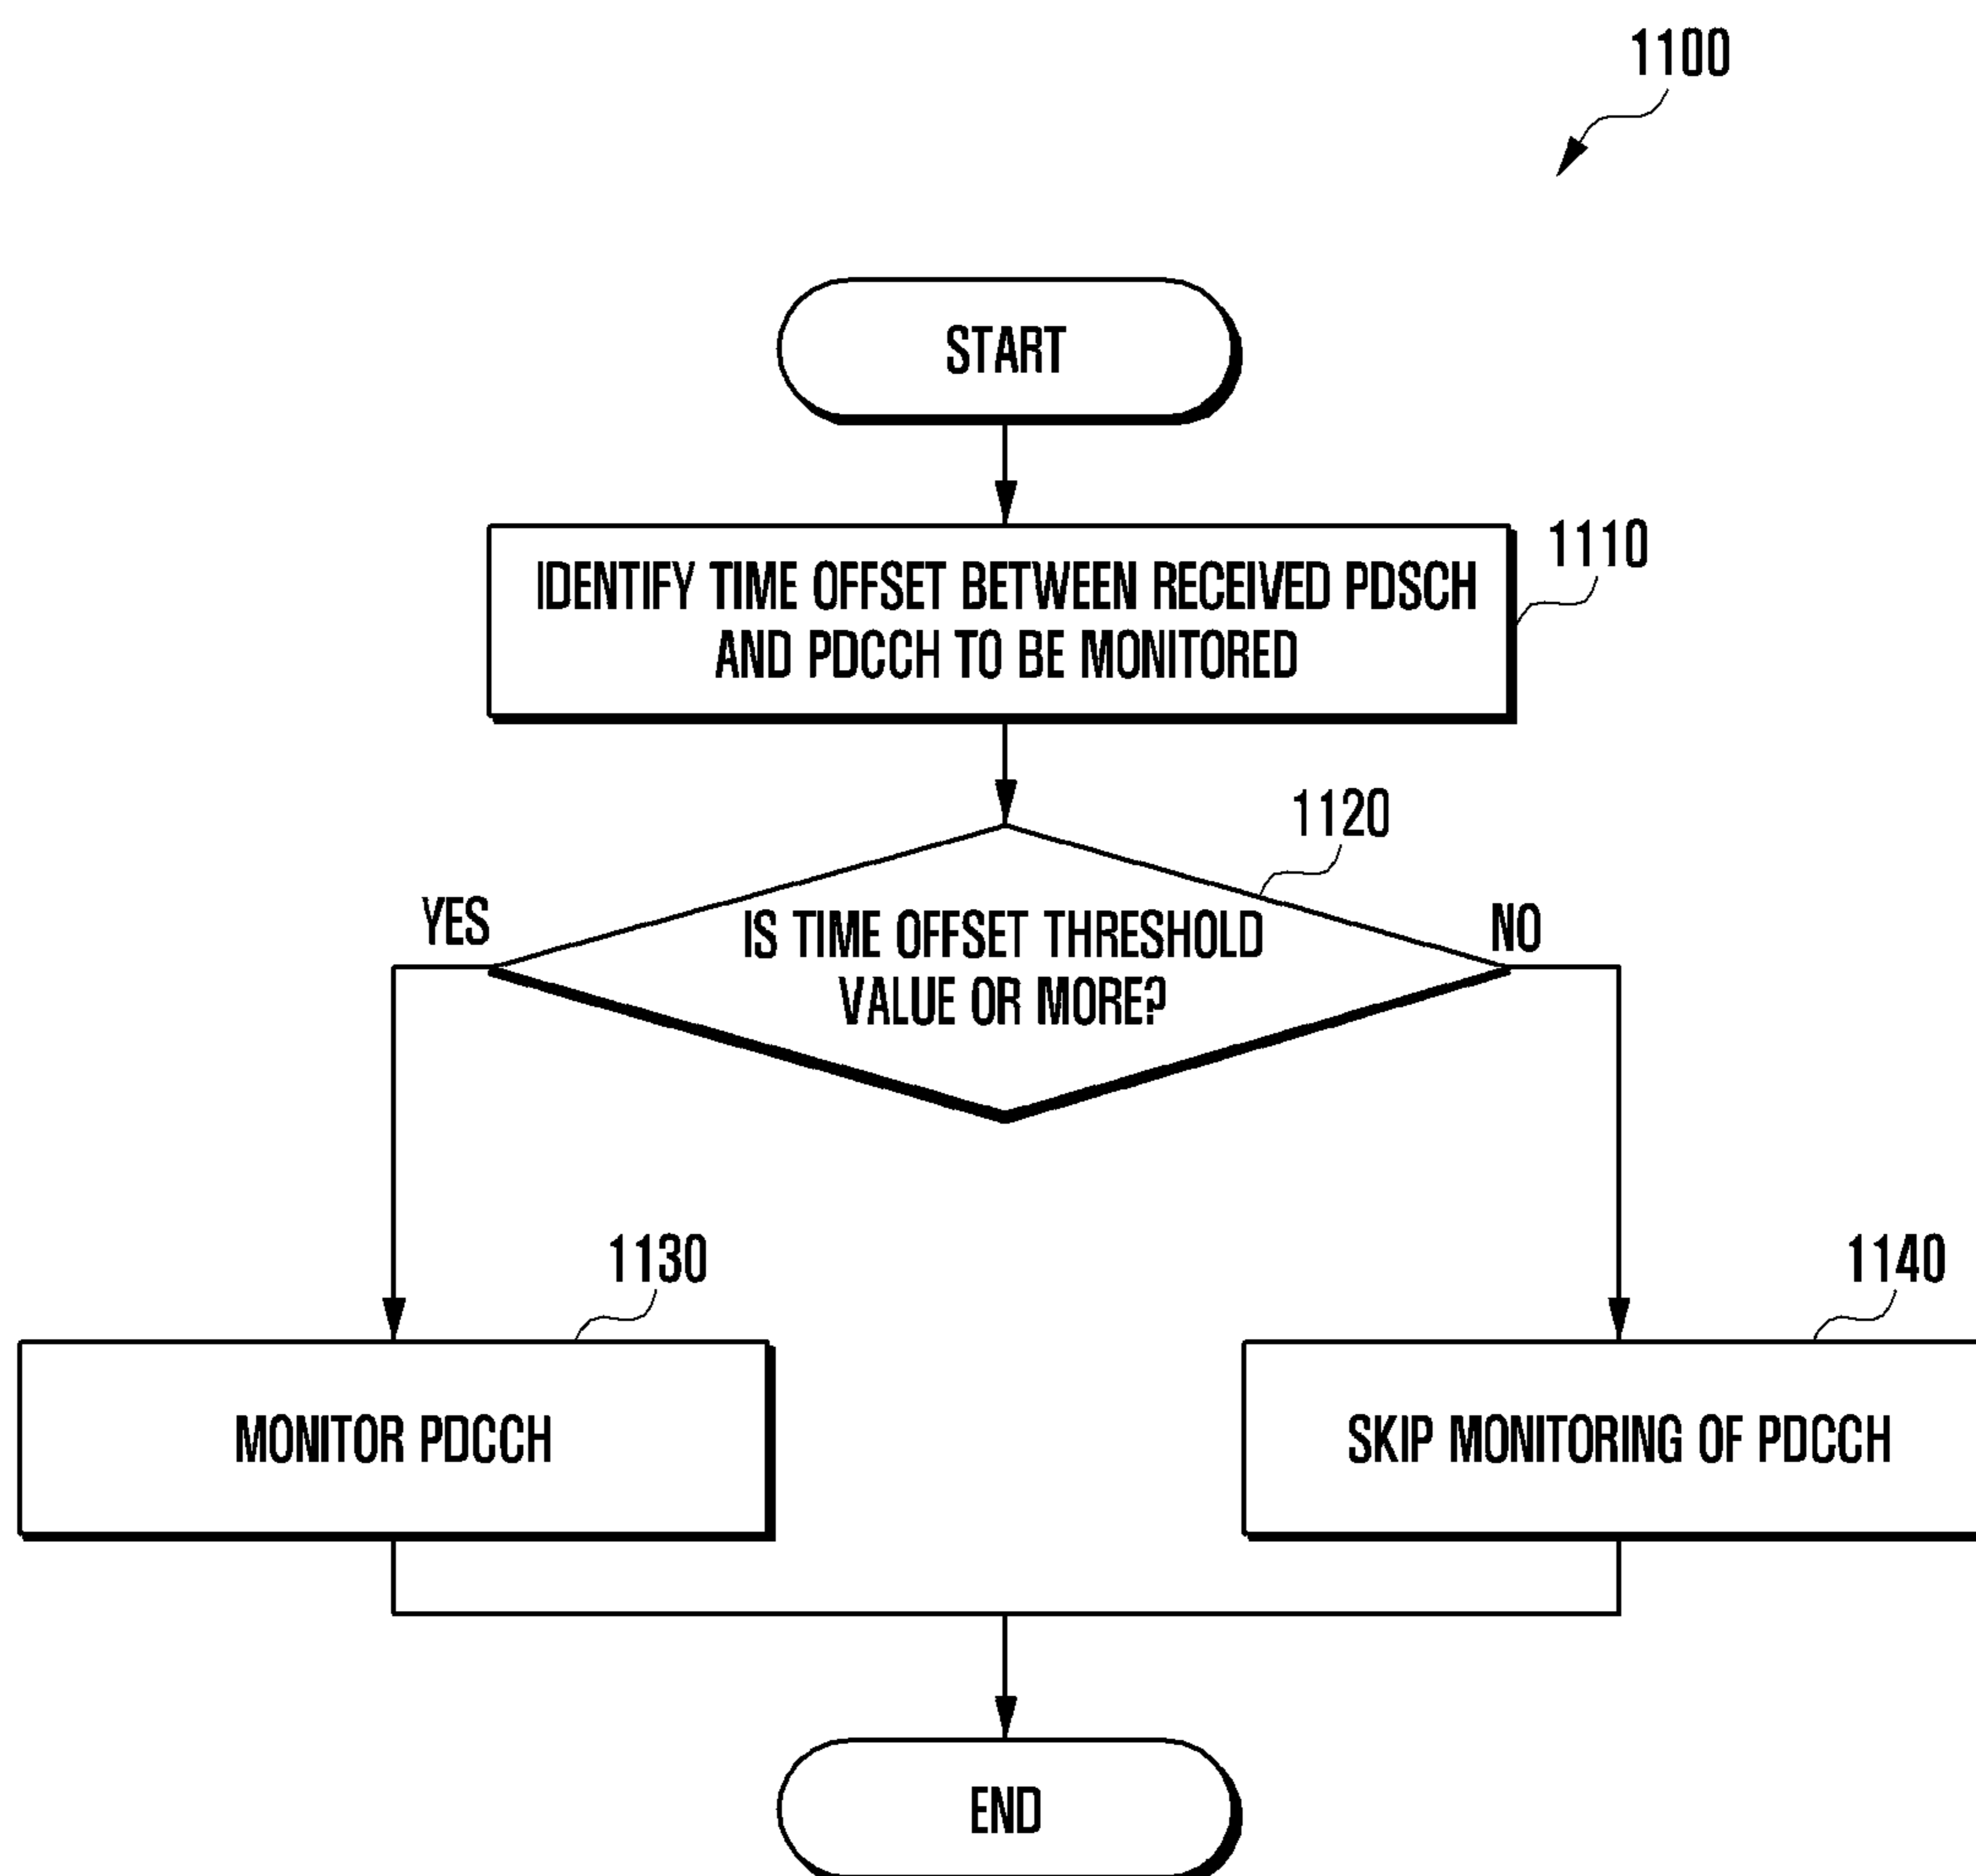 1100
START
IDENTIFY TIME OFFSET BETWEEN RECEIVED PDSCH
AND PDCCH TO BE MONITORED
1110
1120
YES
IS TIME OFFSET THRESHOLD
VALUE OR MORE?
NO
1130
1140
MONITOR PDCCH
SKIP MONITORING OF PDCCH
END